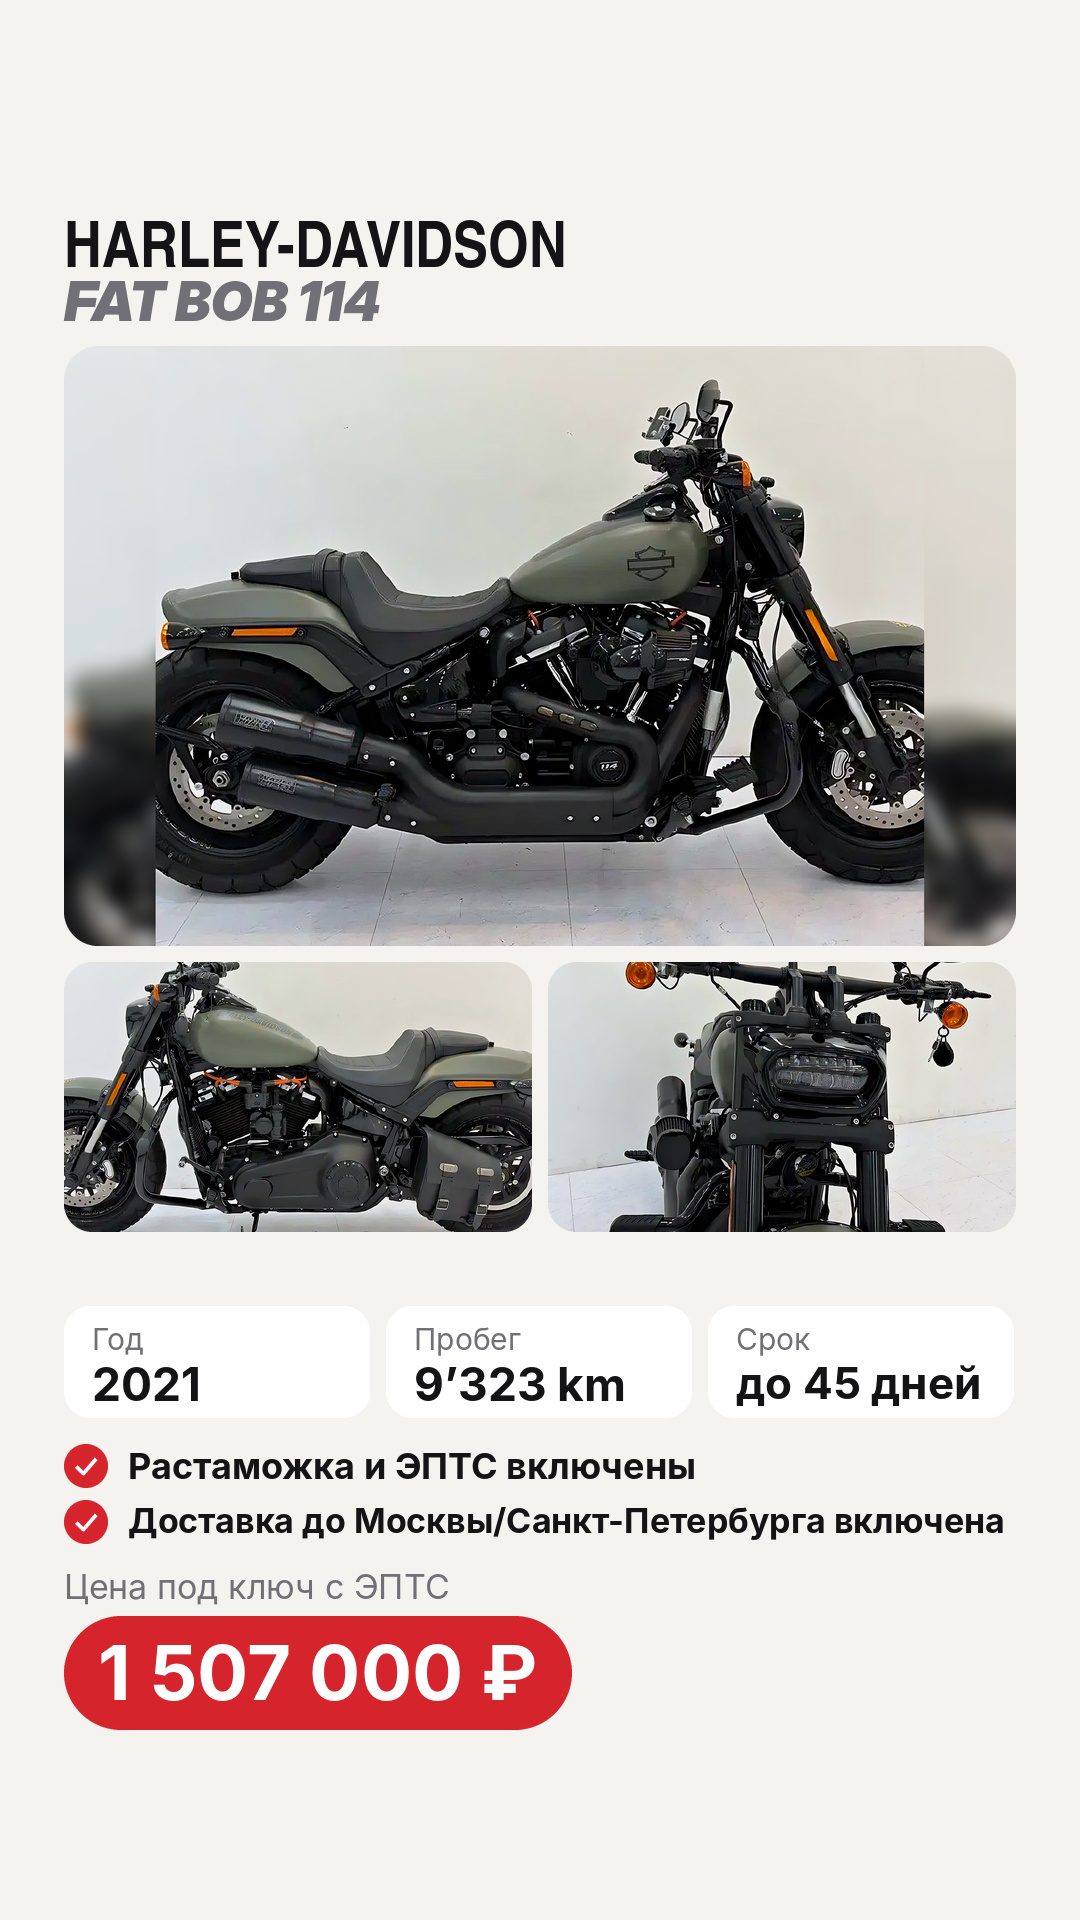 HARLEY-DAVIDSON
FAT BOB 114
114
Год
2021
Пробег
9’323 km
Срок
до 45 дней
Растаможка и ЭПТС включены
Доставка до Москвы/Санкт-Петербурга включена
Цена под ключ с ЭПТС
1 507 000 ₽